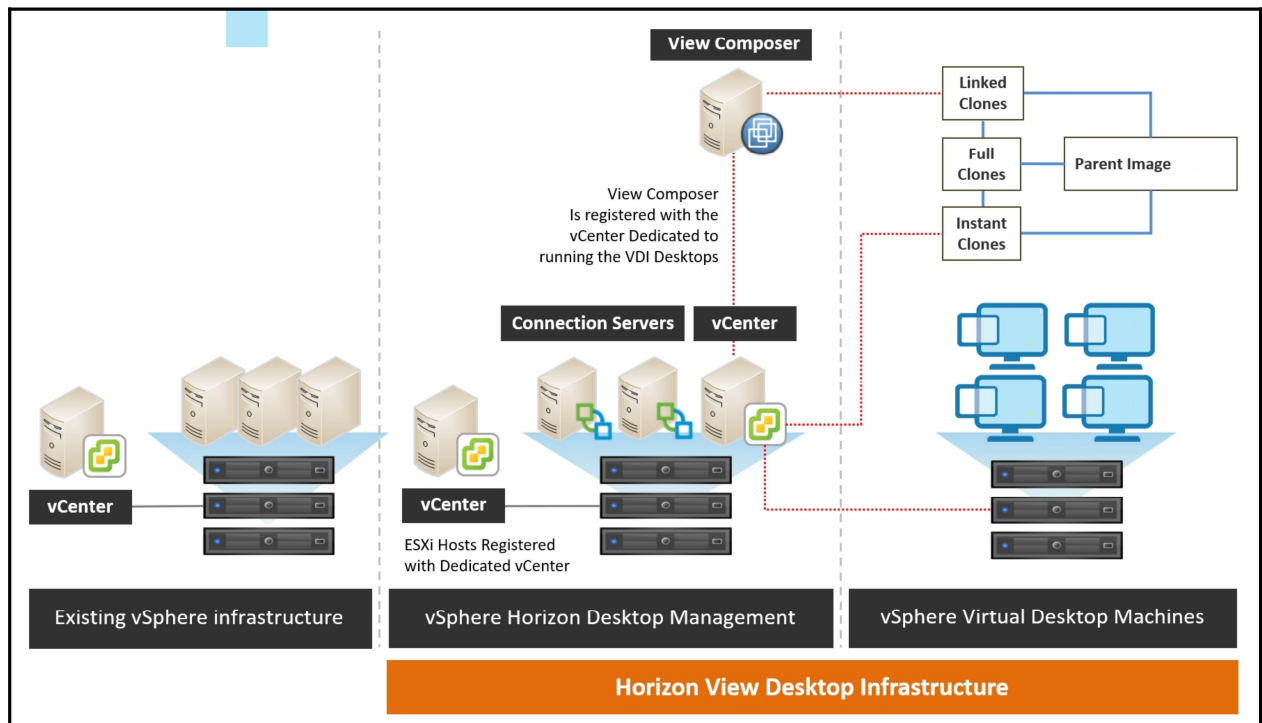 View Composer
Linked
Clones
Full
Clones
Parent Image
Instant
Clones
View Composer
Is registered with the
vCenter Dedicated to
running the VDI Desktops
Connection Servers
vCenter
vCenter
vCenter
ESXi Hosts Registered
with Dedicated vCenter
Existing vSphere infrastructure
vSphere Horizon Desktop Management
vSphere Virtual Desktop Machines
Horizon View Desktop Infrastructure